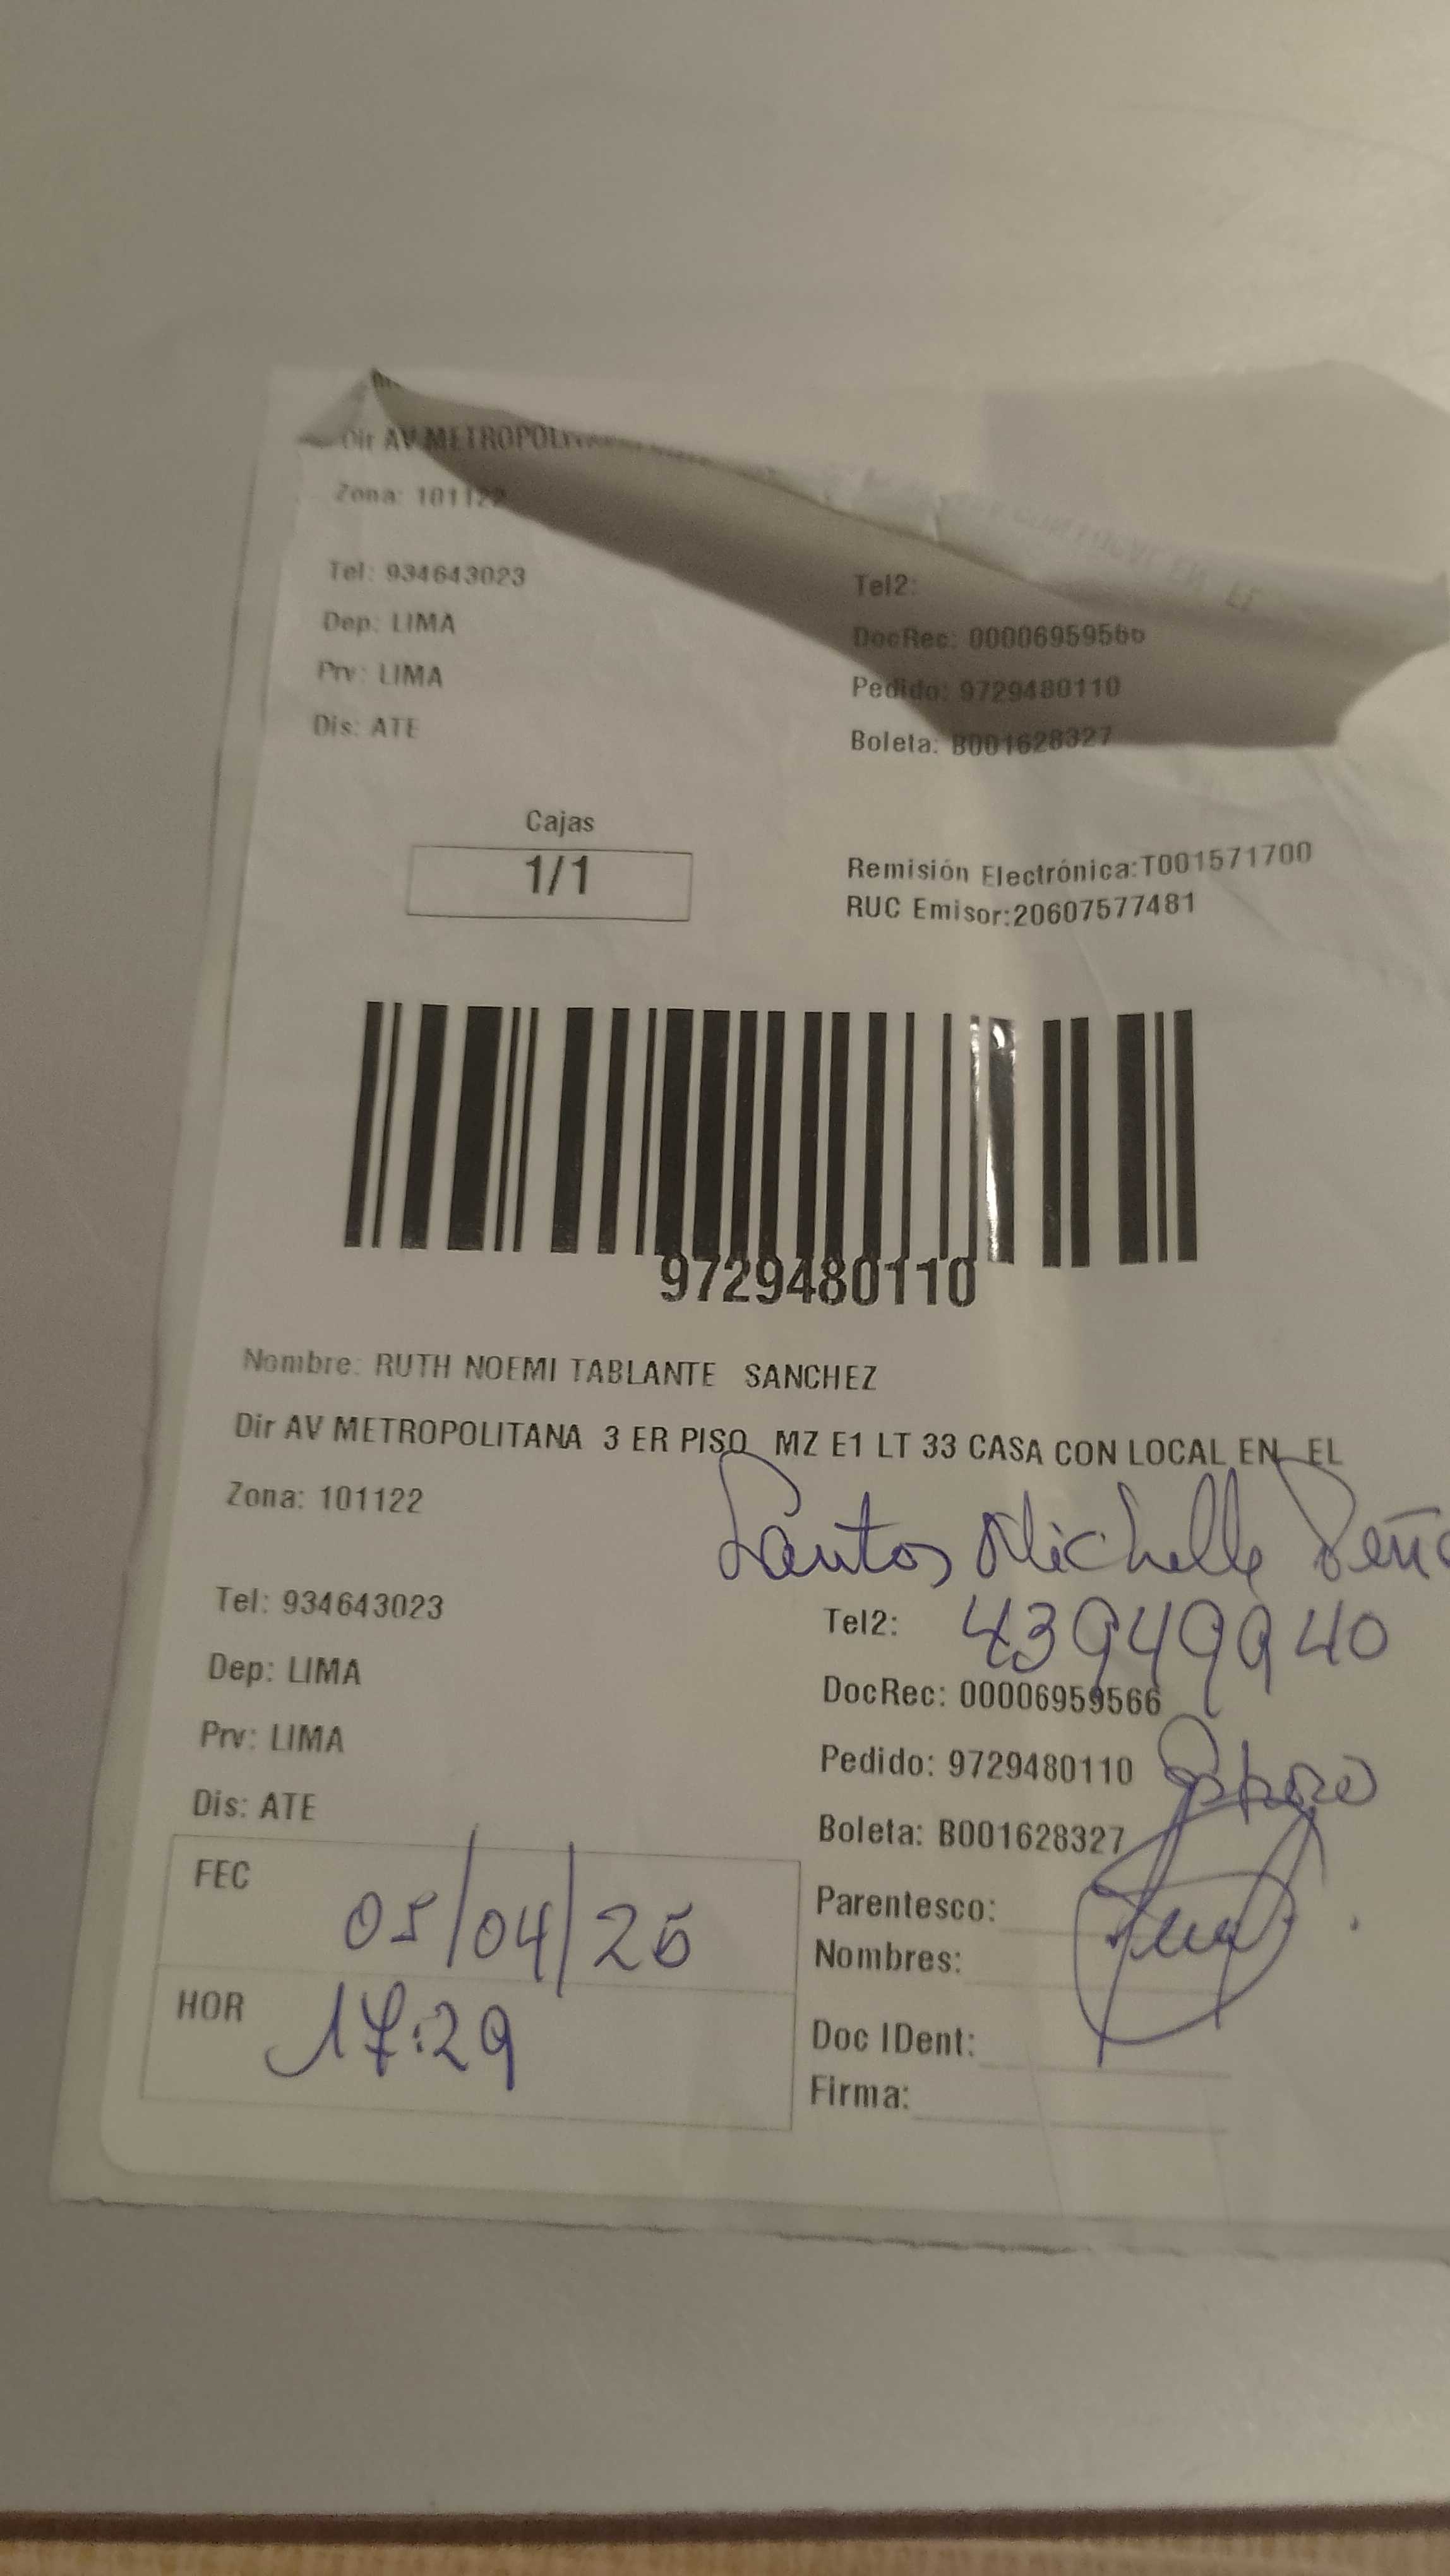 Dir AV METROPOL
Zona: 101122
Tel: 934643023
Tel2:
Dep: LIMA
DocRec: 00006959566
Prv: LIMA
Pedido: 9729480110
Dis: ATE
Boleta: B001628327
Cajas
1/1
Remisión Electrónica:T001571700
RUC Emisor:20607577481
9729480110
Nombre: RUTH NOEMI TABLANTE SANCHEZ
Dir AV METROPOLITANA 3 ER PISO MZ E1 LT 33 CASA CON LOCAL EN EL
Zona: 101122
Santos Michelle Peña
Tel: 934643023
Tel2: 43949940
Dep: LIMA
DocRec: 00006959566
Prv: LIMA
Pedido: 9729480110 Esposo
Dis: ATE
Boleta: B001628327
FEC 05/04/25
Parentesco:
Nombres:
HOR 17:29
Doc IDent:
Firma: